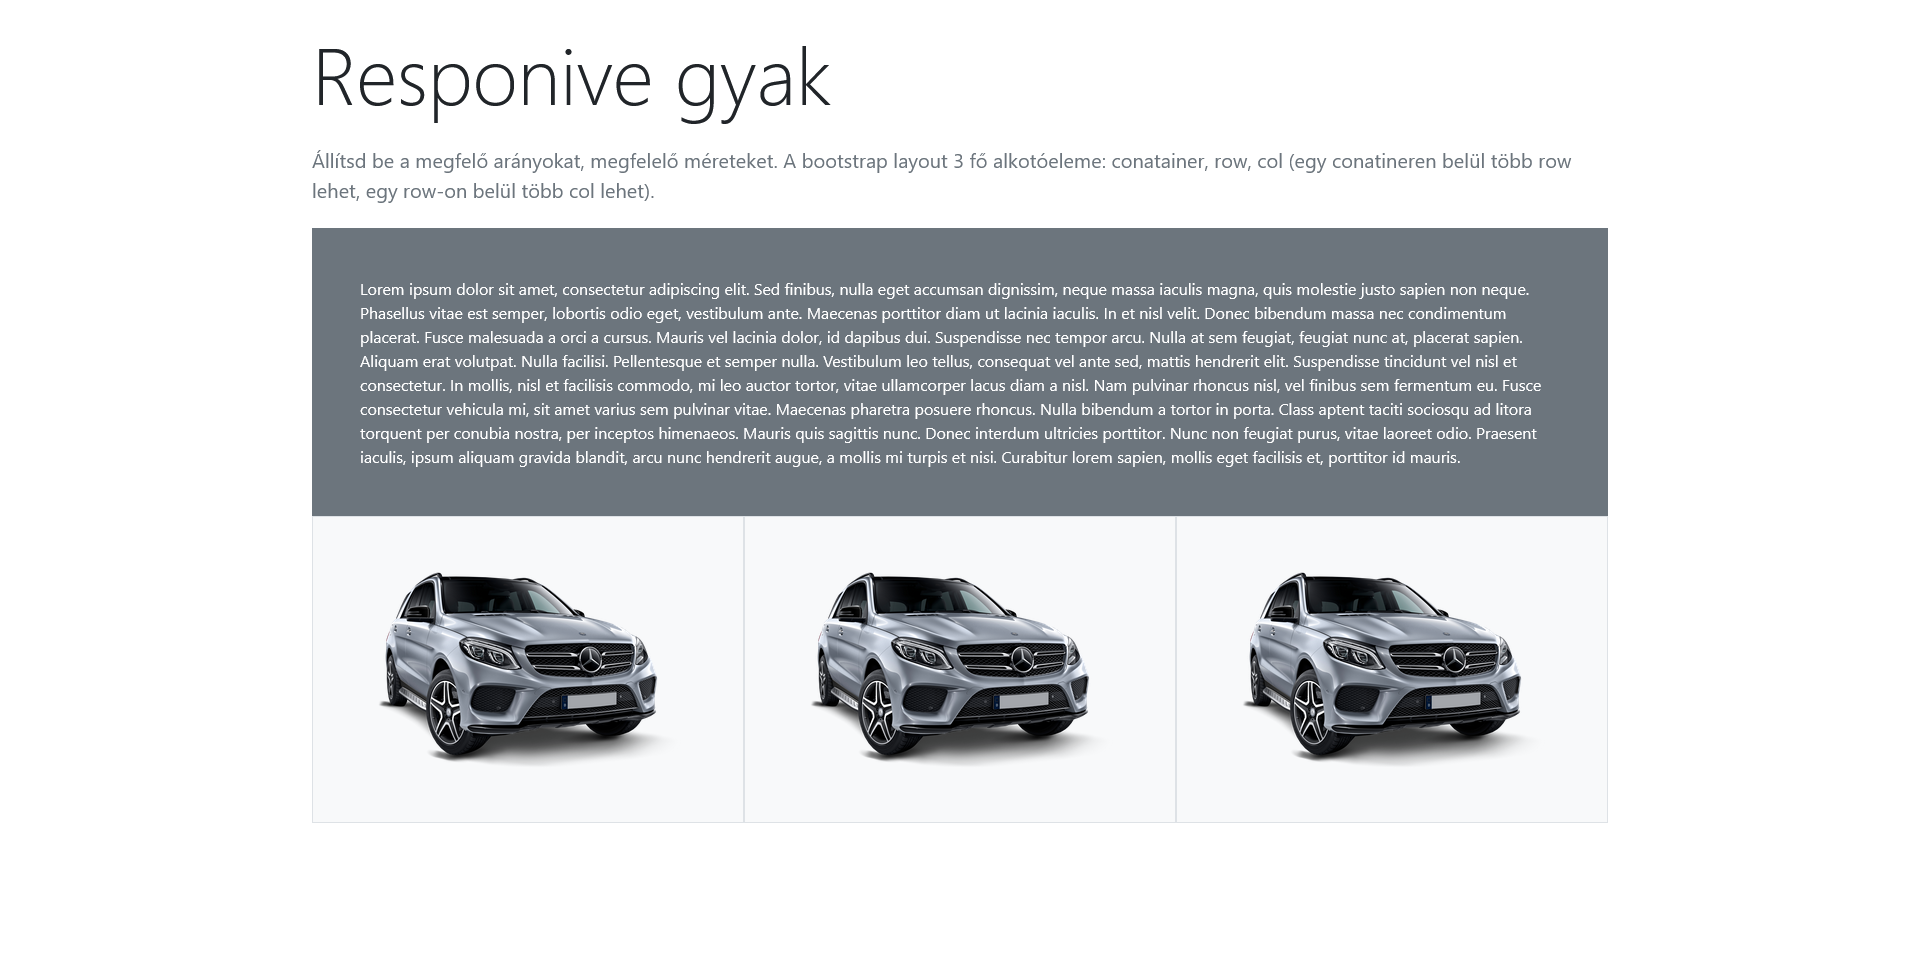 Responive gyak
Állítsd be a megfelő arányokat, megfelelő méreteket. A bootstrap layout 3 fő alkotóeleme: conatainer, row, col (egy conatineren belül több row
lehet, egy row-on belül több col lehet).
Lorem ipsum dolor sit amet, consectetur adipiscing elit. Sed finibus, nulla eget accumsan dignissim, neque massa iaculis magna, quis molestie justo sapien non neque.
Phasellus vitae est semper, lobortis odio eget, vestibulum ante. Maecenas porttitor diam ut lacinia iaculis. In et nisl velit. Donec bibendum massa nec condimentum
placerat. Fusce malesuada a orci a cursus. Mauris vel lacinia dolor, id dapibus dui. Suspendisse nec tempor arcu. Nulla at sem feugiat, feugiat nunc at, placerat sapien.
Aliquam erat volutpat. Nulla facilisi. Pellentesque et semper nulla. Vestibulum leo tellus, consequat vel ante sed, mattis hendrerit elit. Suspendisse tincidunt vel nisl et
consectetur. In mollis, nisl et facilisis commodo, mi leo auctor tortor, vitae ullamcorper lacus diam a nisl. Nam pulvinar rhoncus nisl, vel finibus sem fermentum eu. Fusce
consectetur vehicula mi, sit amet varius sem pulvinar vitae. Maecenas pharetra posuere rhoncus. Nulla bibendum a tortor in porta. Class aptent taciti sociosqu ad litora
torquent per conubia nostra, per inceptos himenaeos. Mauris quis sagittis nunc. Donec interdum ultricies porttitor. Nunc non feugiat purus, vitae laoreet odio. Praesent
iaculis, ipsum aliquam gravida blandit, arcu nunc hendrerit augue, a mollis mi turpis et nisi. Curabitur lorem sapien, mollis eget facilisis et, porttitor id mauris.